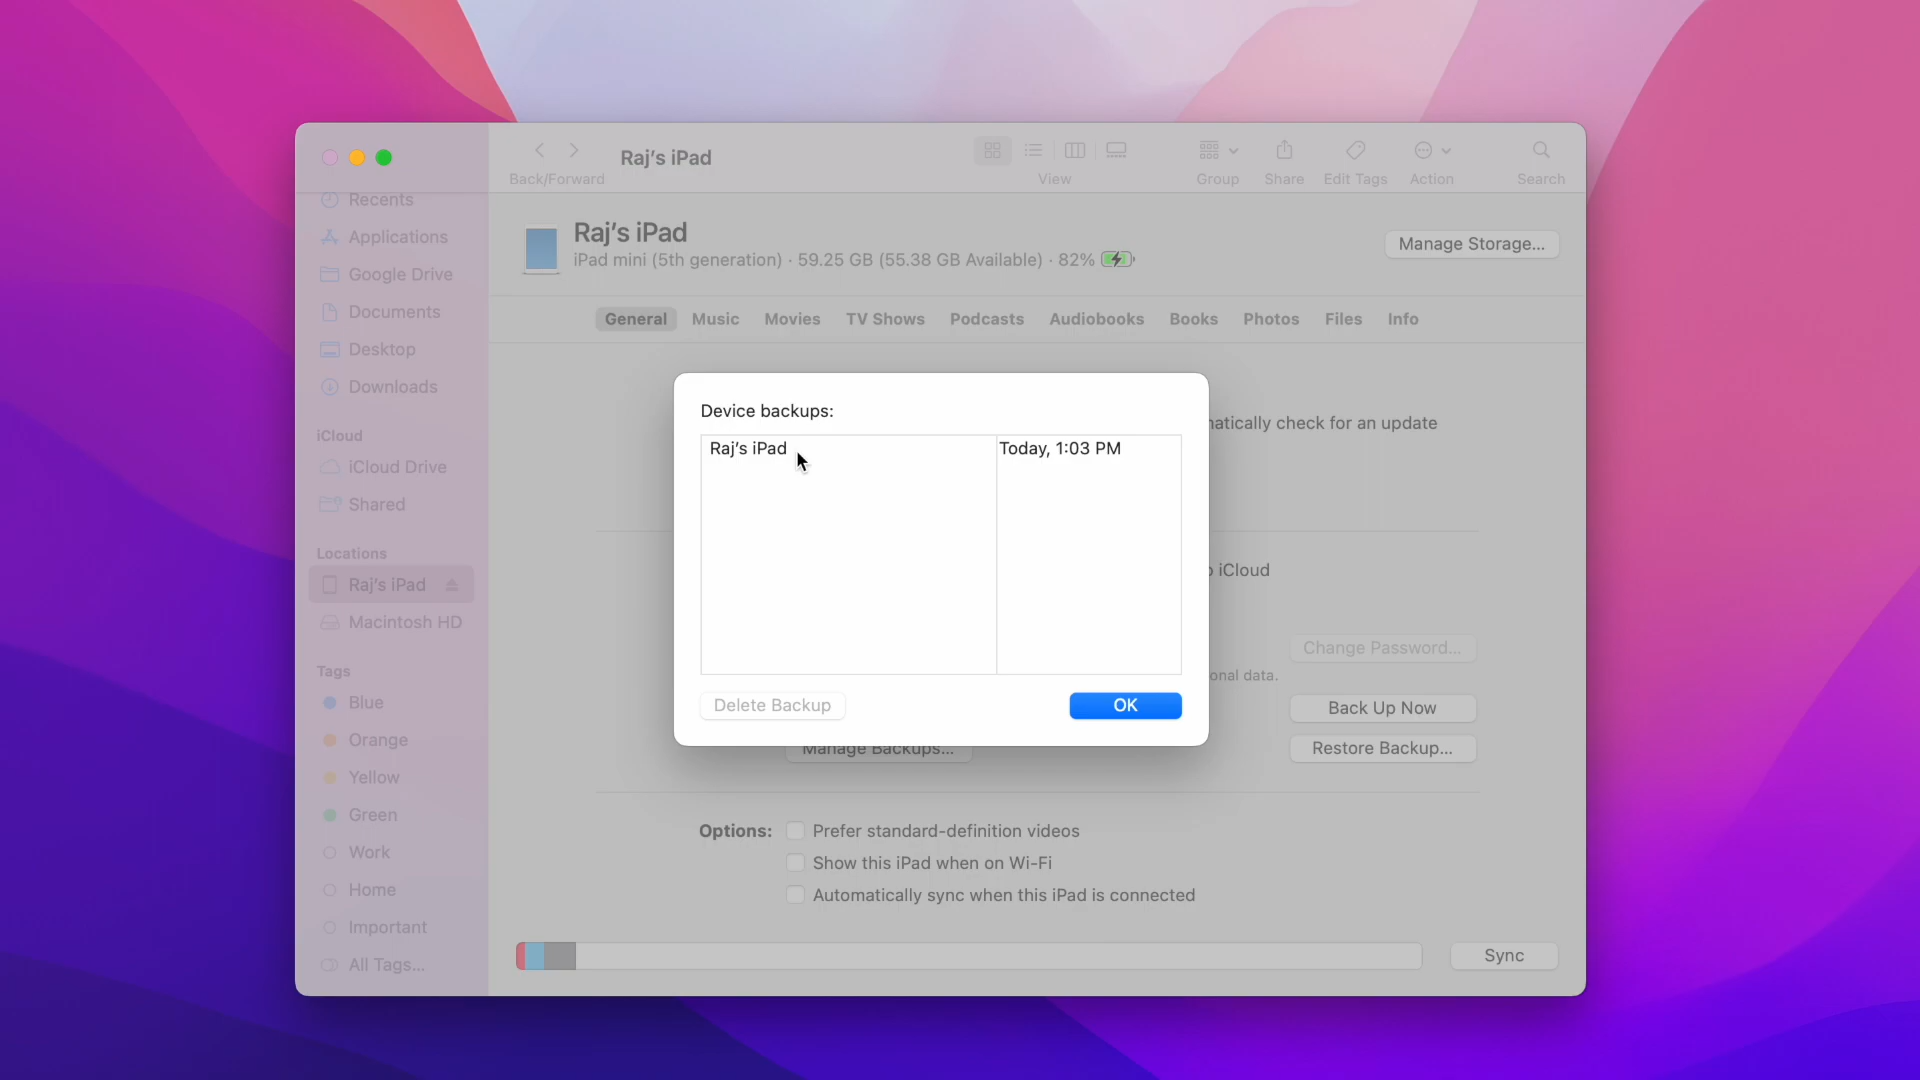 Raj's iPad
Back/Forward
View
Group
Share
Edit Tags
Action
Search
Recents
Applications
Google Drive
Documents
Desktop
Downloads
iCloud
iCloud Drive
Shared
Locations
Raj's iPad
Macintosh HD
Tags
Blue
Orange
Yellow
Green
Work
Home
Important
All Tags...
Raj's iPad
iPad mini (5th generation) · 59.25 GB (55.38 GB Available) · 82%
Manage Storage...
General Music Movies TV Shows Podcasts Audiobooks Books Photos Files Info
check for an update
Device backups:
Raj's iPad Today, 1:03 PM
Delete Backup OK
iCloud
Change Password...
data.
Back Up Now
Manage Backups... Restore Backup...
Options: Prefer standard-definition videos
Show this iPad when on Wi-Fi
Automatically sync when this iPad is connected
Sync